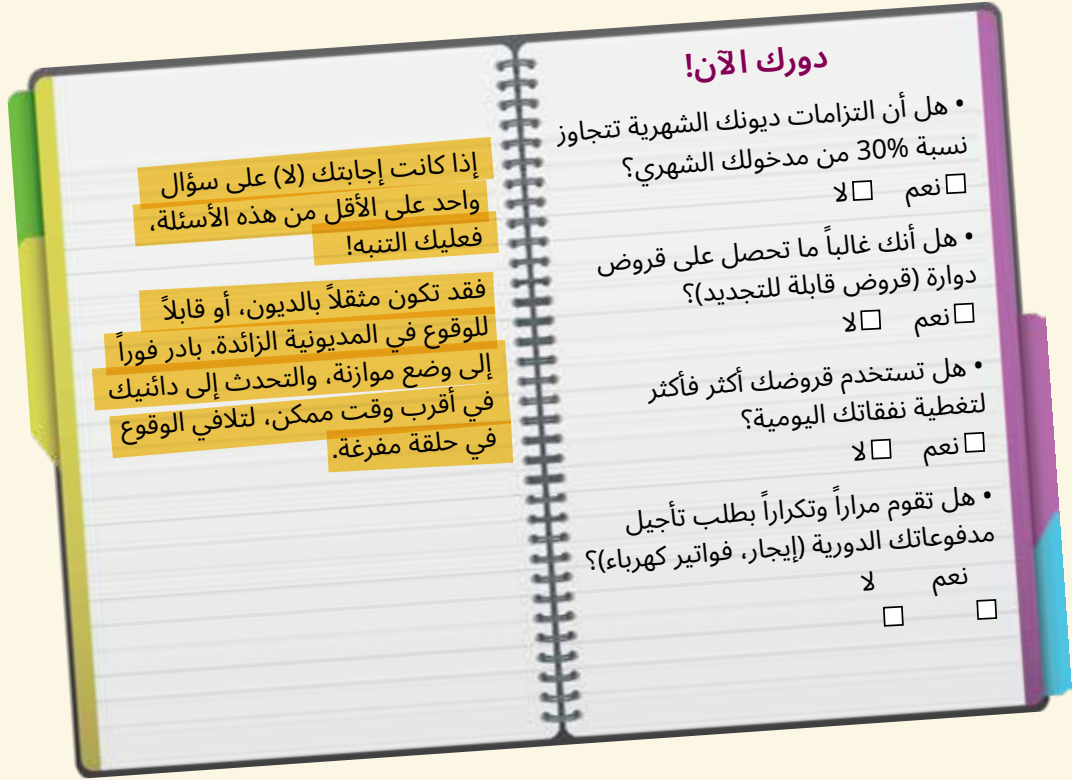 دورك الآن!
• هل أن التزامات ديونك الشهرية تتجاوز
نسبة 30% من مدخولك الشهري؟
□ نعم □ لا
• هل أنك غالباً ما تحصل على قروض
دوارة (قروض قابلة للتجديد)؟
□ نعم □ لا
• هل تستخدم قروضك أكثر فأكثر
لتغطية نفقاتك اليومية؟
□ نعم □ لا
• هل تقوم مراراً وتكراراً بطلب تأجيل
مدفوعاتك الدورية (إيجار، فواتير كهرباء)؟
نعم لا
□ □
إذا كانت إجابتك (لا) على سؤال
واحد على الأقل من هذه الأسئلة،
فعليك التنبه!
فقد تكون مثقلاً بالديون، أو قابلاً
للوقوع في المديونية الزائدة. بادر فوراً
إلى وضع موازنة، والتحدث إلى دائنيك
في أقرب وقت ممكن، لتلافي الوقوع
في حلقة مفرغة.